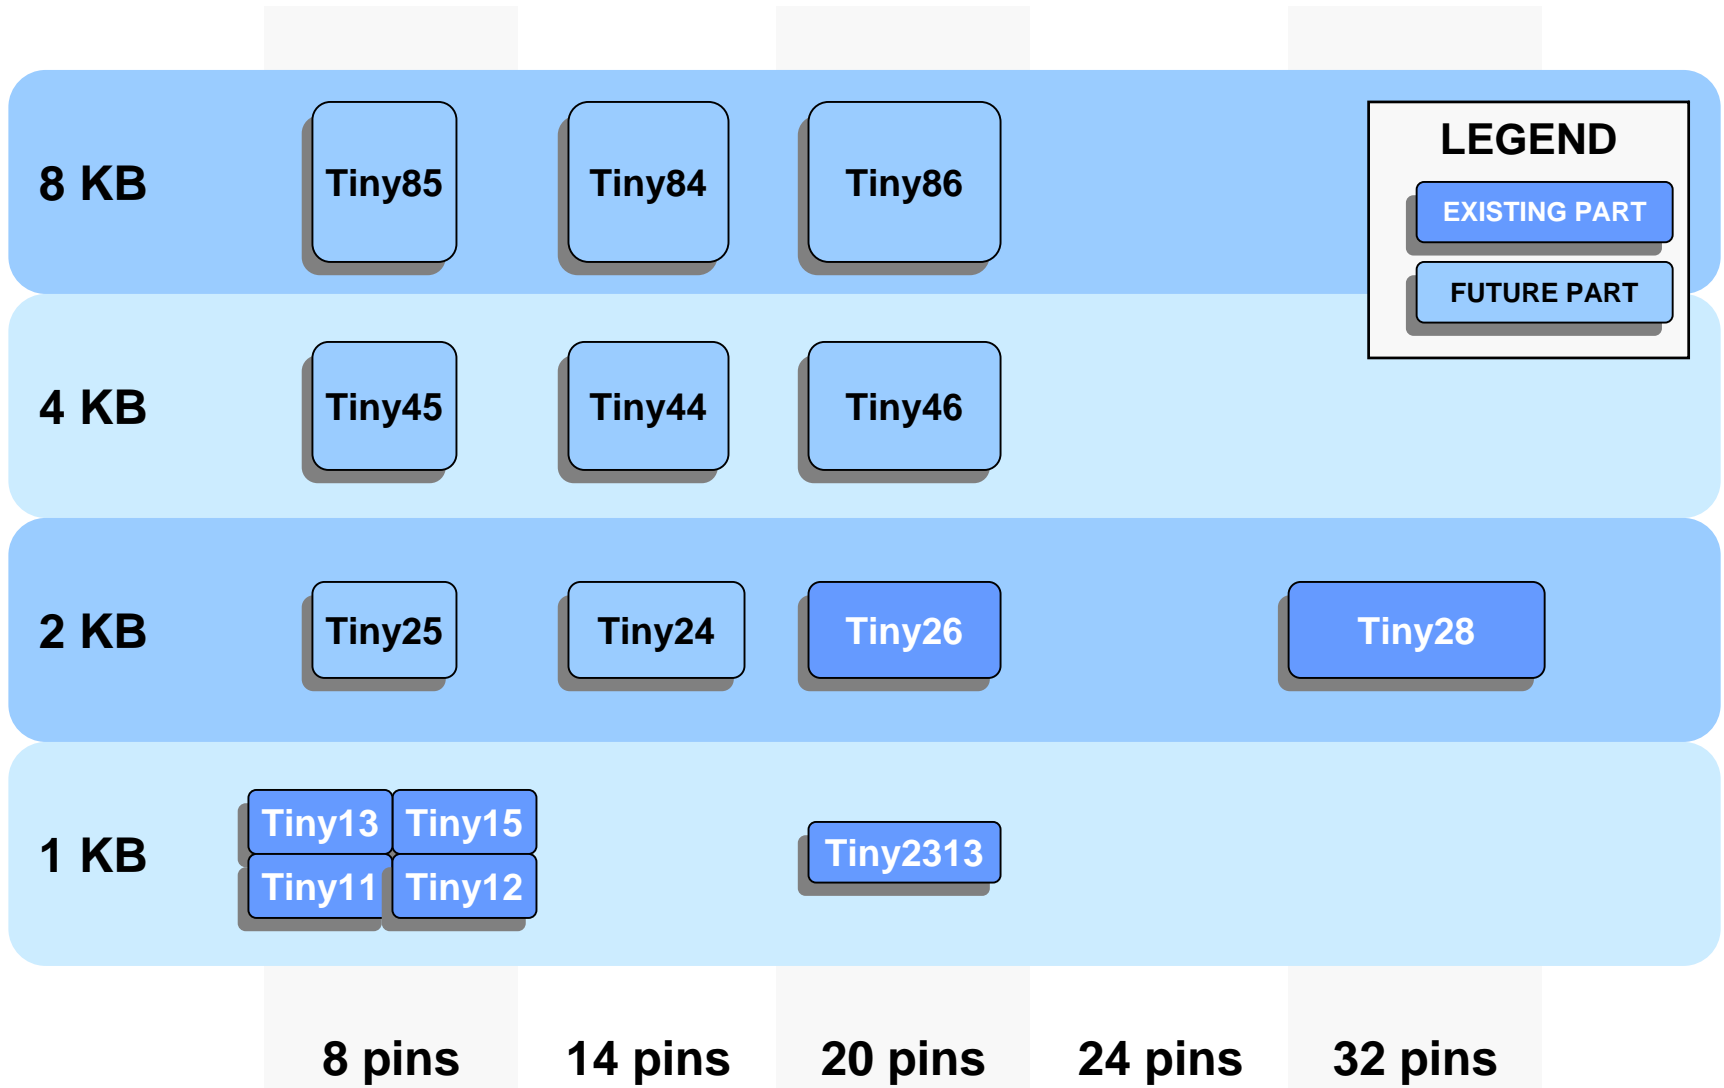 LEGEND
EXISTING PART
FUTURE PART
8 KB
Tiny85
Tiny84
Tiny86
4 KB
Tiny45
Tiny44
Tiny46
2 KB
Tiny25
Tiny24
Tiny26
Tiny28
1 KB
Tiny13
Tiny15
Tiny11
Tiny12
Tiny2313
8 pins
14 pins
20 pins
24 pins
32 pins